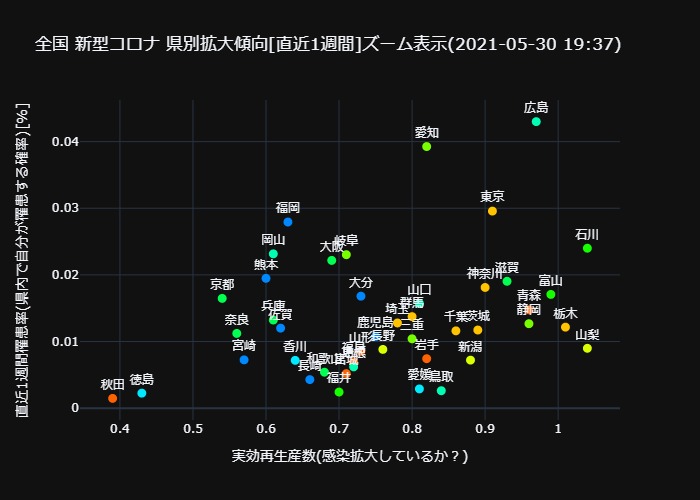 全国 新型コロナ 県別拡大傾向[直近1週間]ズーム表示(2021-05-30 19:37)
直近1週間罹患率(県内で自分が罹患する確率)[%]
広島
愛知
東京
福岡
石川
岡山
大阪
岐阜
熊本
滋賀
神奈川
京都
大分
富山
山口
青森
兵庫
佐賀
埼玉
群馬
静岡
奈良
鹿児島
千葉
茨城
栃木
宮崎
香川
山形
長野
三重
岩手
新潟
山梨
長崎
和歌山
福井
愛媛
鳥取
秋田
徳島
0.04
0.03
0.02
0.01
0
0.4
0.5
0.6
0.7
0.8
0.9
1
実効再生産数(感染拡大しているか？)